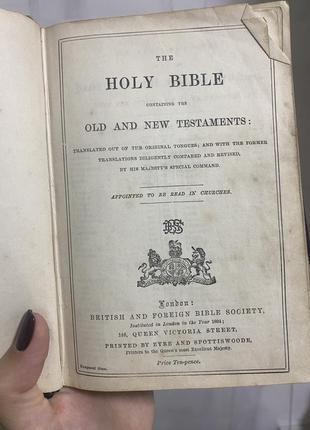 THE
HOLY BIBLE
CONTAINING THE
OLD AND NEW TESTAMENTS:
TRANSLATED OUT OF THE ORIGINAL TONGUES; AND WITH THE FORMER
TRANSLATIONS DILIGENTLY COMPARED AND REVISED,
BY HIS MAJESTY'S SPECIAL COMMAND.
APPOINTED TO BE READ IN CHURCHES.
London:
BRITISH AND FOREIGN BIBLE SOCIETY,
Instituted in London in the Year 1804;
146, QUEEN VICTORIA STREET,
PRINTED BY EYRE AND SPOTTISWOODE,
Printers to the Queen's most Excellent Majesty.
Price Ten-pence.